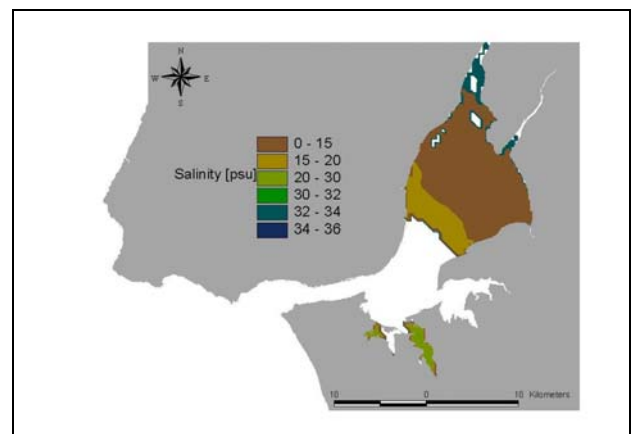 N
W E
S
Salinity [psu]
0 - 15
15 - 20
20 - 30
30 - 32
32 - 34
34 - 36
10 0 10 Kilometers